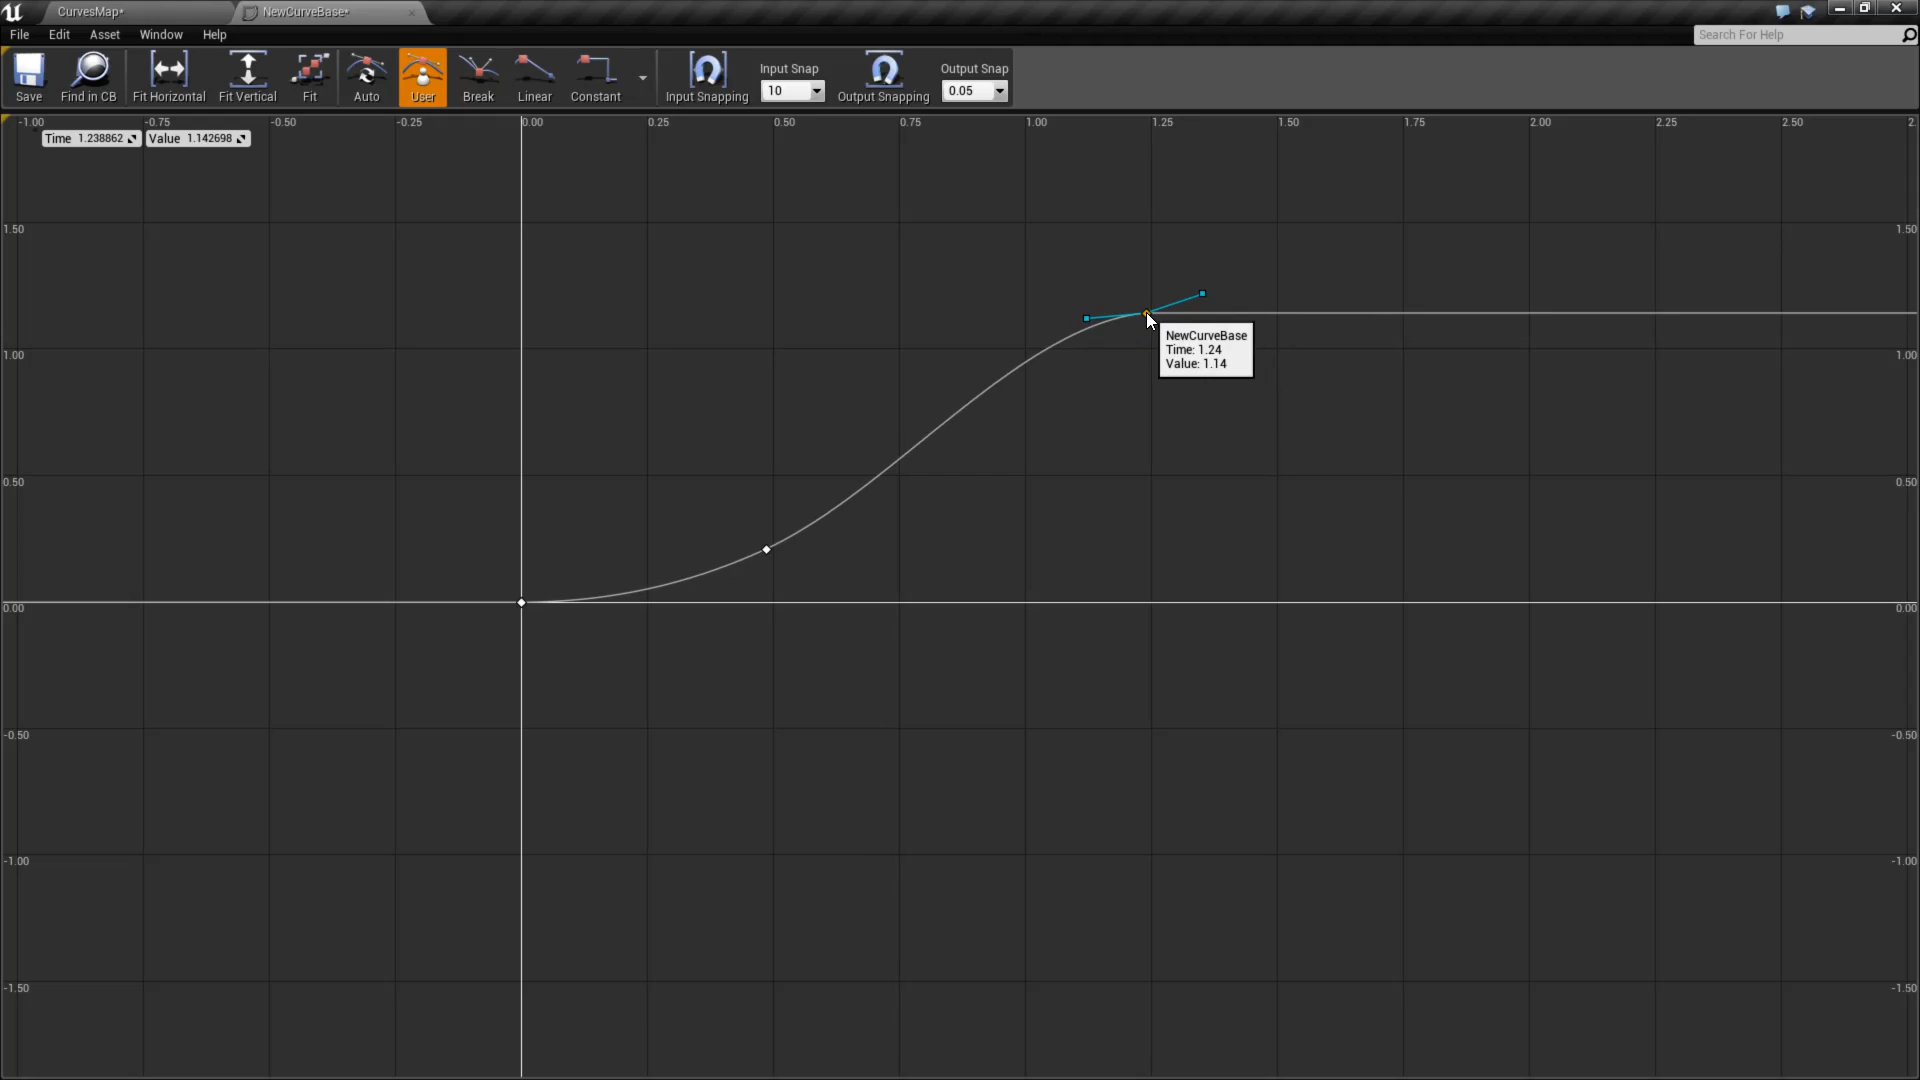 CurvesMap*
NewCurveBase*
File Edit Asset Window Help
Search For Help
Save Find in CB Fit Horizontal Fit Vertical Fit Auto User Break Linear Constant Input Snapping Input Snap 10 Output Snapping Output Snap 0.05
-1.00 -0.75 -0.50 -0.25 0.00 0.25 0.50 0.75 1.00 1.25 1.50 1.75 2.00 2.25 2.50 2.
Time 1.238862 Value 1.142698
1.50 1.50
NewCurveBase
Time: 1.24
Value: 1.14
1.00 1.00
0.50 0.50
0.00 0.00
-0.50 -0.50
-1.00 -1.00
-1.50 -1.50